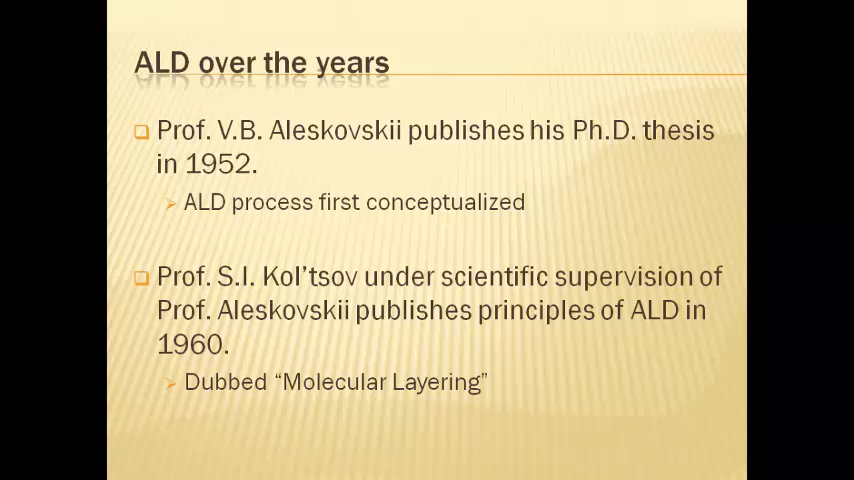 ALD over the years
Prof. V.B. Aleskovskii publishes his Ph.D. thesis
in 1952.
ALD process first conceptualized
Prof. S.I. Kol'tsov under scientific supervision of
Prof. Aleskovskii publishes principles of ALD in
1960.
Dubbed “Molecular Layering”